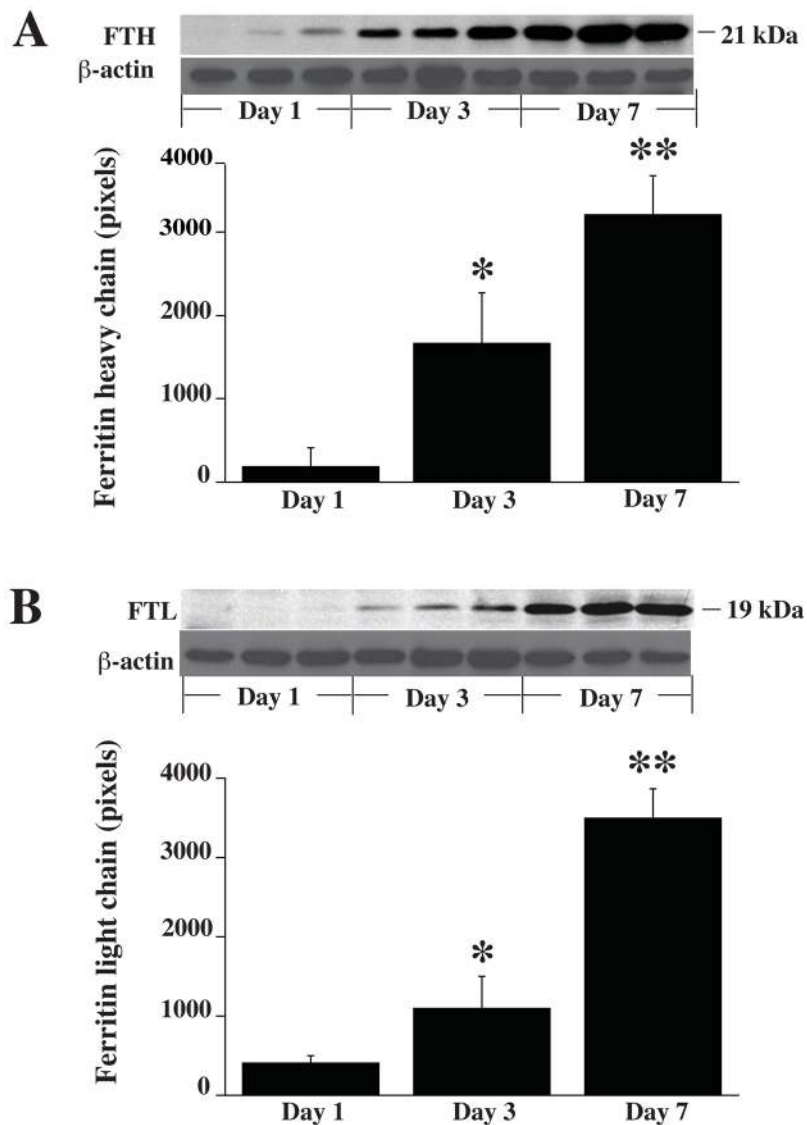 A
FTH
21 kDa
β-actin
Day 1 Day 3 Day 7
Ferritin heavy chain (pixels)
4000
3000
2000
1000
0
*
**
Day 1 Day 3 Day 7
B
FTL
19 kDa
β-actin
Day 1 Day 3 Day 7
Ferritin light chain (pixels)
4000
3000
2000
1000
0
*
**
Day 1 Day 3 Day 7